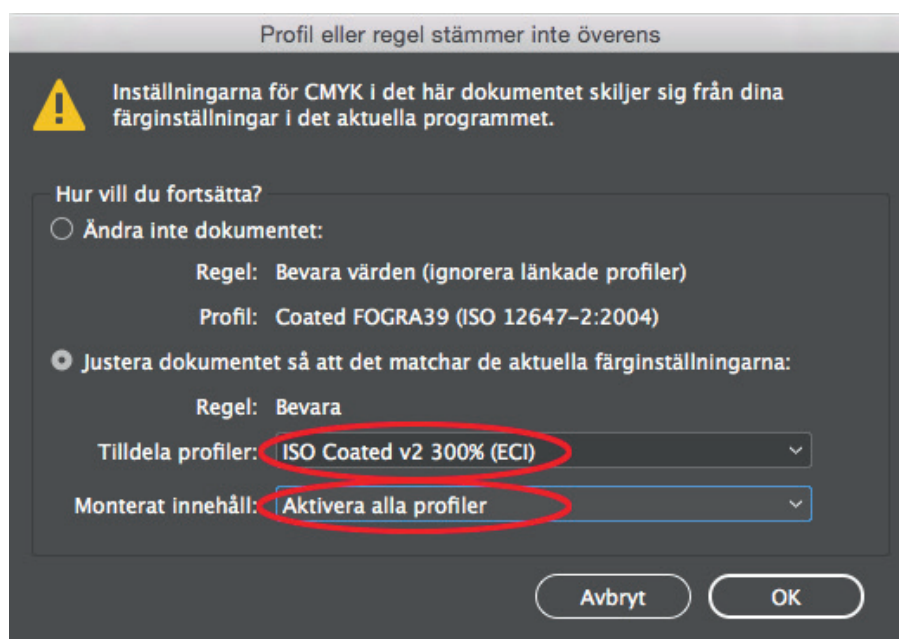 Profil eller regel stämmer inte överens
Inställningarna för CMYK i det här dokumentet skiljer sig från dina
färginställningar i det aktuella programmet.
Hur vill du fortsätta?
Ändra inte dokumentet:
Regel: Bevara värden (ignorera länkade profiler)
Profil: Coated FOGRA39 (ISO 12647-2:2004)
Justera dokumentet så att det matchar de aktuella färginställningarna:
Regel: Bevara
Tilldela profiler: ISO Coated v2 300% (ECI)
Monterat innehåll: Aktivera alla profiler
Avbryt OK